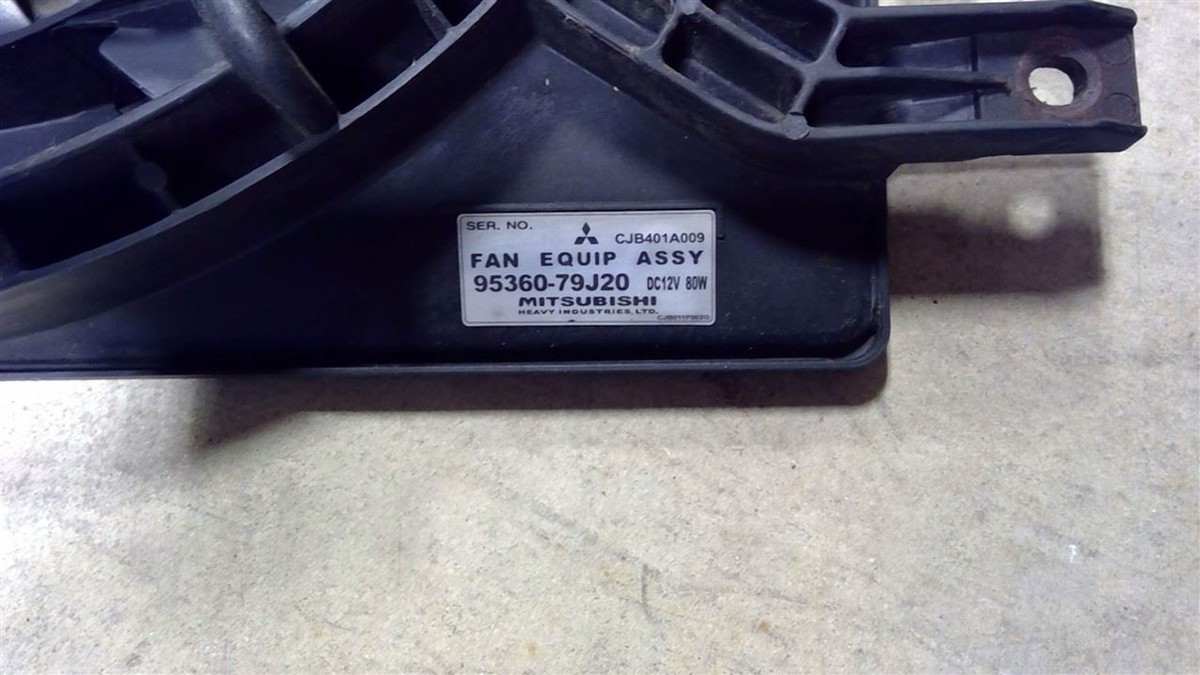 SER. NO.
CJB401A009
FAN EQUIP ASSY
95360-79J20 DC12V 80W
MITSUBISHI
HEAVY INDUSTRIES, LTD.